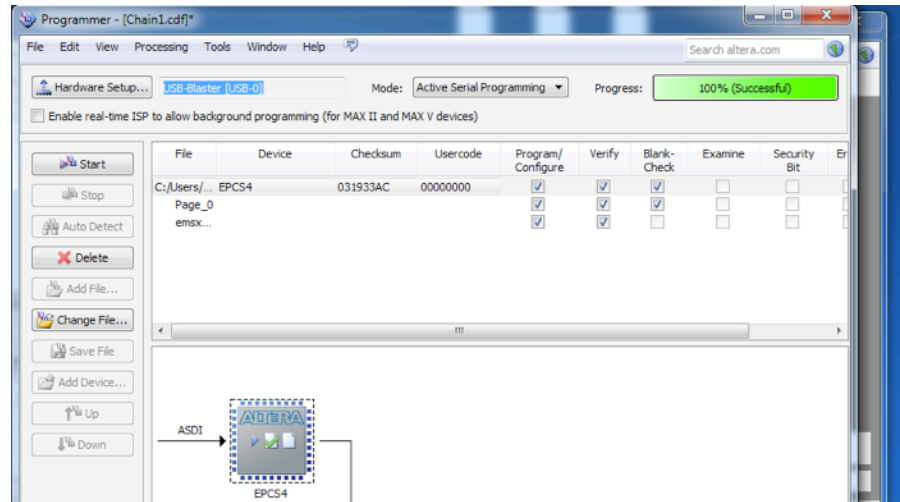 Programmer - [Chain1.cdf]*
File Edit View Processing Tools Window Help
Search altera.com
Hardware Setup... USB-Blaster [USB-0] Mode: Active Serial Programming Progress: 100% (Successful)
Enable real-time ISP to allow background programming (for MAX II and MAX V devices)
Start
Stop
Auto Detect
Delete
Add File...
Change File...
Save File
Add Device...
Up
Down
File Device Checksum Usercode Program/ Verify Blank- Examine Security Er
Configure Check Bit
C:/Users/... EPCS4 031933AC 00000000
Page_0
emsx...
ASDI
ALTERA
EPCS4